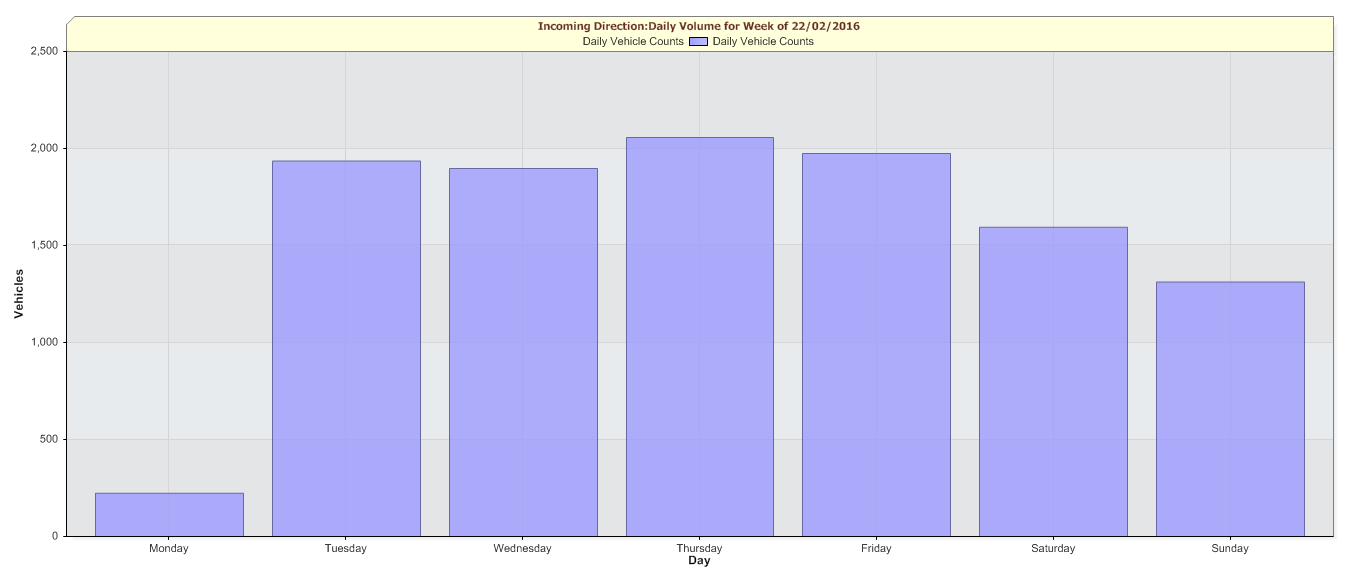 Incoming Direction:Daily Volume for Week of 22/02/2016
Daily Vehicle Counts Daily Vehicle Counts
2,500
2,000
1,500
1,000
500
0
Vehicles
Monday Tuesday Wednesday Thursday Friday Saturday Sunday
Day